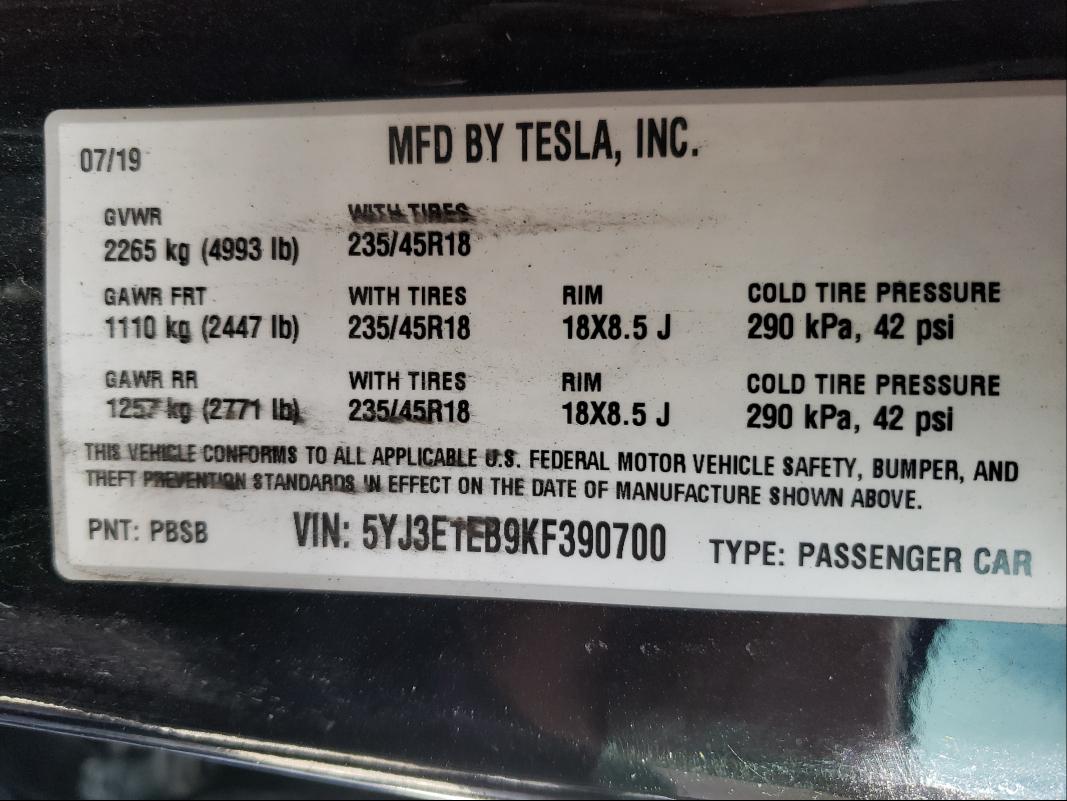 07/19 MFD BY TESLA, INC.
GVWR WITH TIRES
2265 kg (4993 lb) 235/45R18
GAWR FRT WITH TIRES RIM COLD TIRE PRESSURE
1110 kg (2447 lb) 235/45R18 18X8.5 J 290 kPa, 42 psi
GAWR RR WITH TIRES RIM COLD TIRE PRESSURE
1257 kg (2771 lb) 235/45R18 18X8.5 J 290 kPa, 42 psi
THIS VEHICLE CONFORMS TO ALL APPLICABLE U.S. FEDERAL MOTOR VEHICLE SAFETY, BUMPER, AND
THEFT PREVENTION STANDARDS IN EFFECT ON THE DATE OF MANUFACTURE SHOWN ABOVE.
PNT: PBSB VIN: 5YJ3E1EB9KF390700 TYPE: PASSENGER CAR